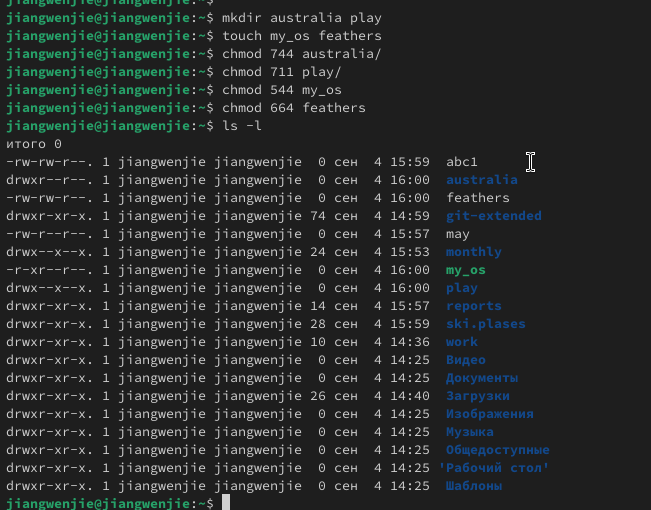 jiangwenjie@jiangwenjie:~$ mkdir australia play
jiangwenjie@jiangwenjie:~$ touch my_os feathers
jiangwenjie@jiangwenjie:~$ chmod 744 australia/
jiangwenjie@jiangwenjie:~$ chmod 711 play/
jiangwenjie@jiangwenjie:~$ chmod 544 my_os
jiangwenjie@jiangwenjie:~$ chmod 664 feathers
jiangwenjie@jiangwenjie:~$ ls -l
итого 0
-rw-rw-r--. 1 jiangwenjie jiangwenjie  0 сен  4 15:59  abc1
drwxr--r--. 1 jiangwenjie jiangwenjie  0 сен  4 16:00  australia
-rw-rw-r--. 1 jiangwenjie jiangwenjie  0 сен  4 16:00  feathers
drwxr-xr-x. 1 jiangwenjie jiangwenjie 74 сен  4 14:59  git-extended
-rw-r--r--. 1 jiangwenjie jiangwenjie  0 сен  4 15:57  may
drwx--x--x. 1 jiangwenjie jiangwenjie 24 сен  4 15:53  monthly
-r-xr--r--. 1 jiangwenjie jiangwenjie  0 сен  4 16:00  my_os
drwx--x--x. 1 jiangwenjie jiangwenjie  0 сен  4 16:00  play
drwxr-xr-x. 1 jiangwenjie jiangwenjie 14 сен  4 15:57  reports
drwxr-xr-x. 1 jiangwenjie jiangwenjie 28 сен  4 15:59  ski.plases
drwxr-xr-x. 1 jiangwenjie jiangwenjie 10 сен  4 14:36  work
drwxr-xr-x. 1 jiangwenjie jiangwenjie  0 сен  4 14:25  Видео
drwxr-xr-x. 1 jiangwenjie jiangwenjie  0 сен  4 14:25  Документы
drwxr-xr-x. 1 jiangwenjie jiangwenjie 26 сен  4 14:40  Загрузки
drwxr-xr-x. 1 jiangwenjie jiangwenjie  0 сен  4 14:25  Изображения
drwxr-xr-x. 1 jiangwenjie jiangwenjie  0 сен  4 14:25  Музыка
drwxr-xr-x. 1 jiangwenjie jiangwenjie  0 сен  4 14:25  Общедоступные
drwxr-xr-x. 1 jiangwenjie jiangwenjie  0 сен  4 14:25 'Рабочий стол'
drwxr-xr-x. 1 jiangwenjie jiangwenjie  0 сен  4 14:25  Шаблоны
jiangwenjie@jiangwenjie:~$